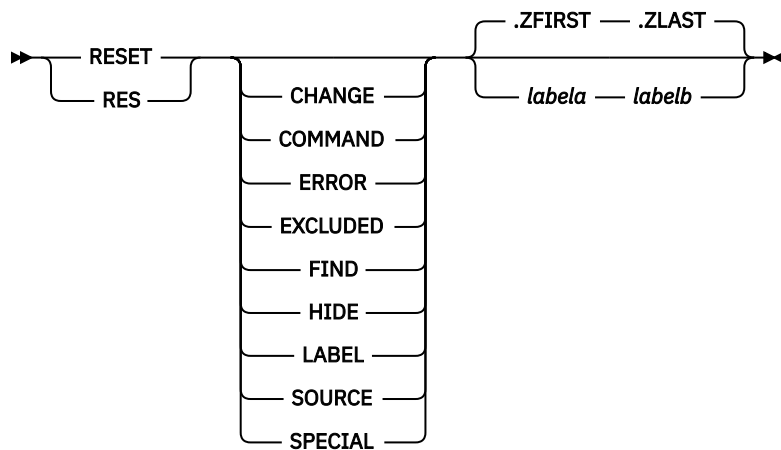 .ZFIRST .ZLAST
RESET
RES
CHANGE
labela labelb
COMMAND
ERROR
EXCLUDED
FIND
HIDE
LABEL
SOURCE
SPECIAL